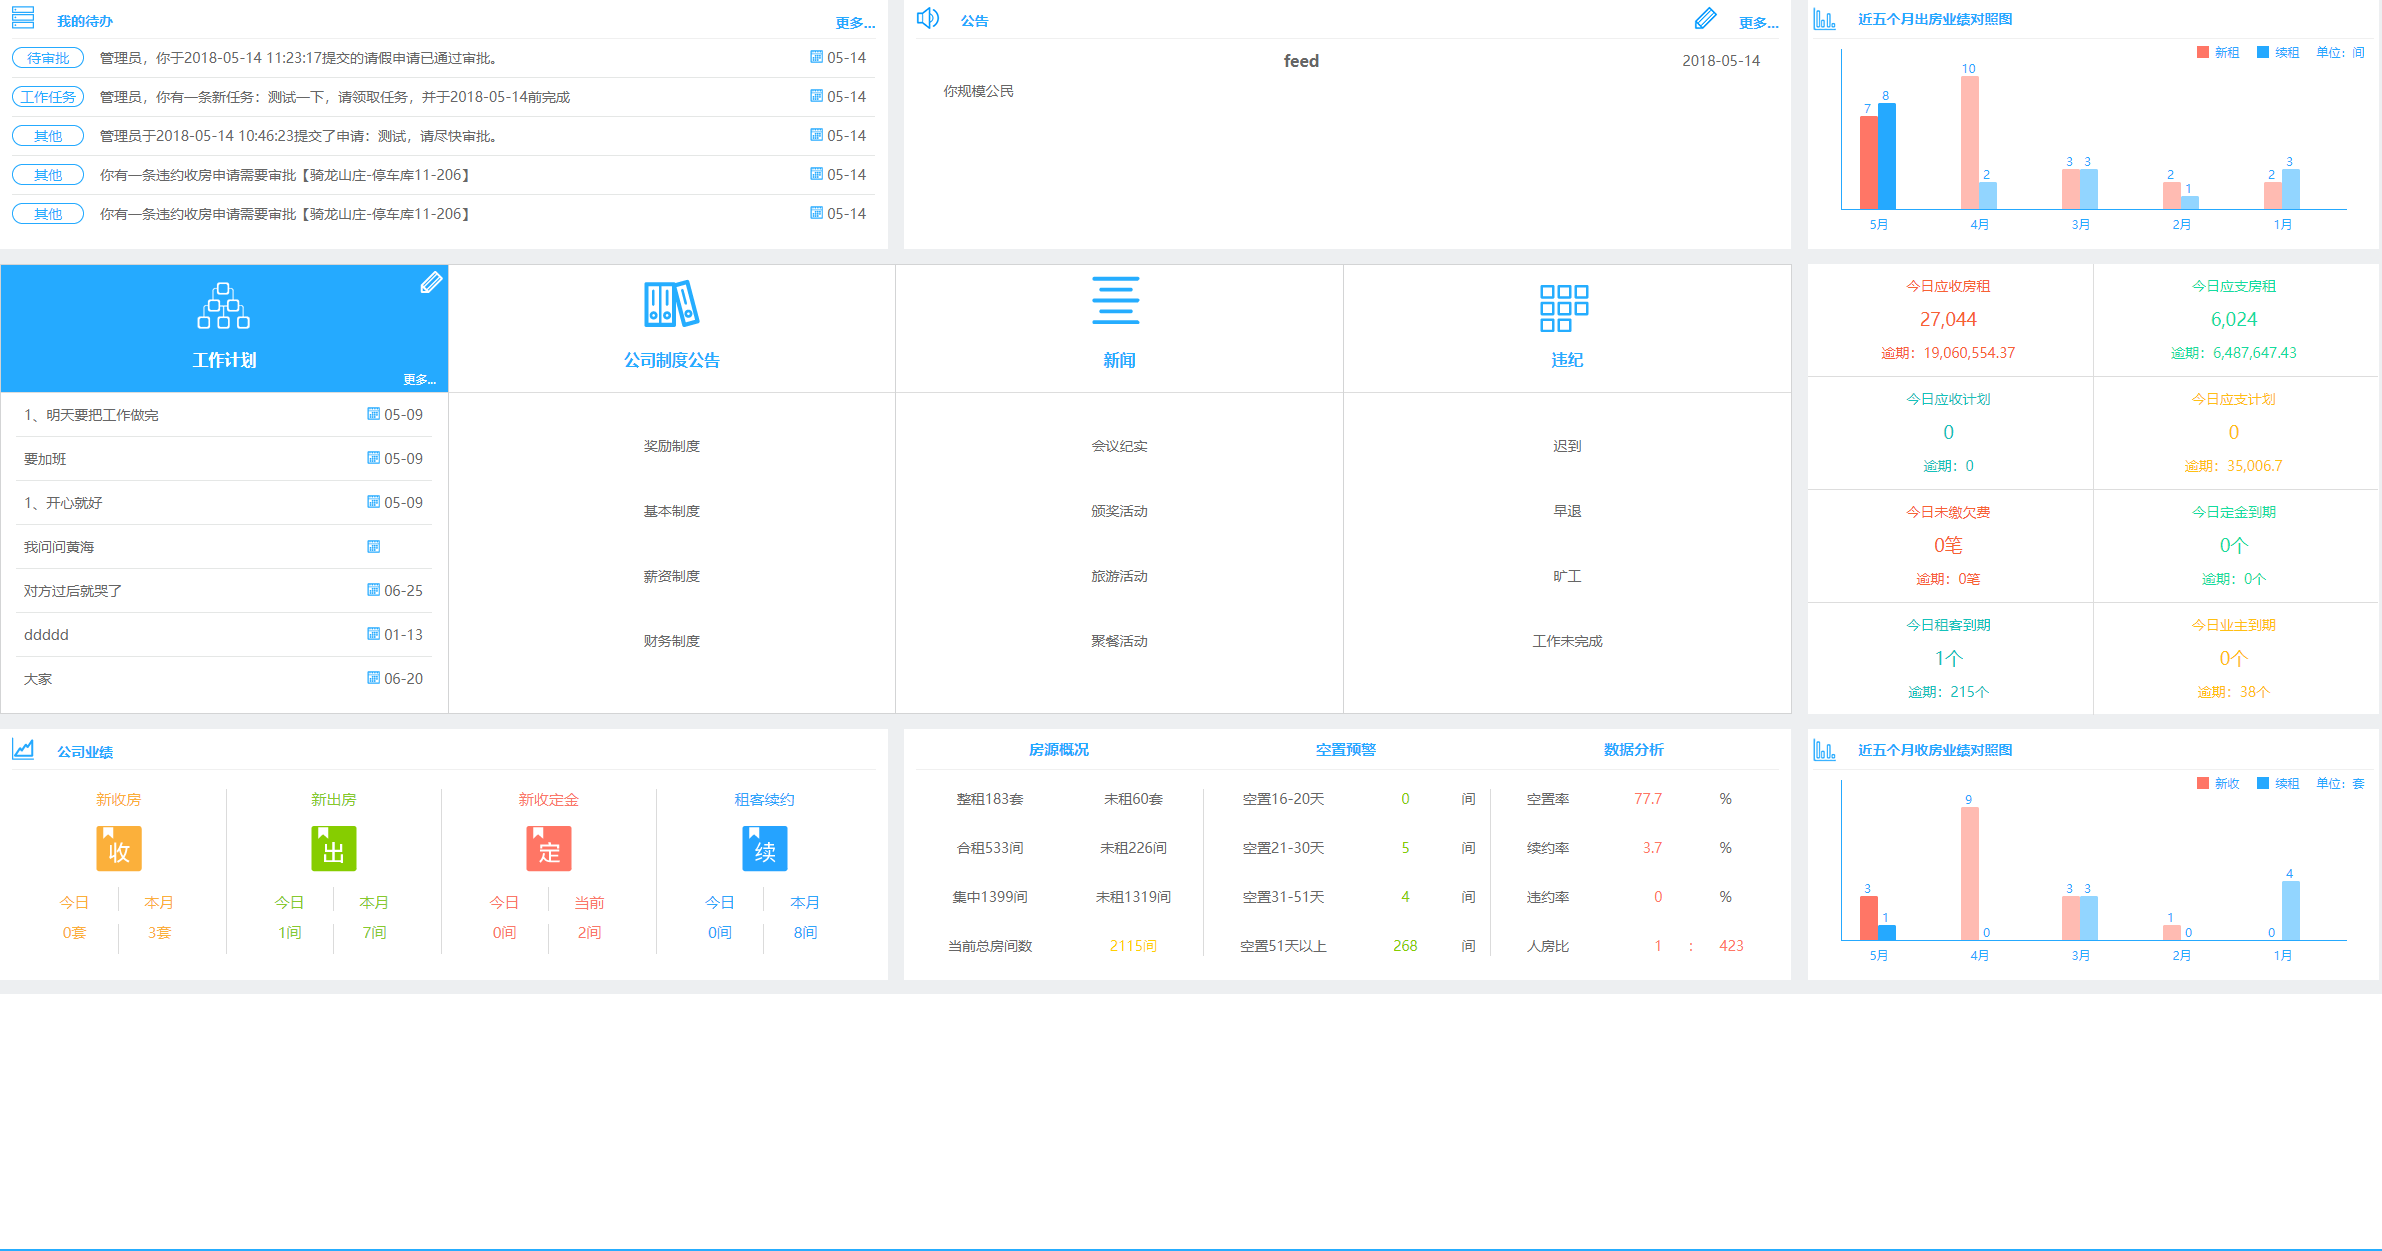 我的待办
更多...
待审批 管理员，你于2018-05-14 11:23:17提交的请假申请已通过审批。 05-14
工作任务 管理员，你有一条新任务：测试一下，请领取任务，并于2018-05-14前完成 05-14
其他 管理员于2018-05-14 10:46:23提交了申请：测试，请尽快审批。 05-14
其他 你有一条违约收房申请需要审批【骑龙山庄-停车库11-206】 05-14
其他 你有一条违约收房申请需要审批【骑龙山庄-停车库11-206】 05-14
公告
更多...
feed
2018-05-14
你规模公民
近五个月出房业绩对照图
新租 续租 单位：间
7 8 10 2 3 3 2 1 2 3
5月 4月 3月 2月 1月
工作计划
更多...
1、明天要把工作做完 05-09
要加班 05-09
1、开心就好 05-09
我问问黄海
对方过后就哭了 06-25
ddddd 01-13
大家 06-20
公司制度公告
奖励制度
基本制度
薪资制度
财务制度
新闻
会议纪实
颁奖活动
旅游活动
聚餐活动
违纪
迟到
早退
旷工
工作未完成
今日应收房租
27,044
逾期：19,060,554.37
今日应支房租
6,024
逾期：6,487,647.43
今日应收计划
0
逾期：0
今日应支计划
0
逾期：35,006.7
今日未缴欠费
0笔
逾期：0笔
今日定金到期
0个
逾期：0个
今日租客到期
1个
逾期：215个
今日业主到期
0个
逾期：38个
公司业绩
新收房
收
今日 本月
0套 3套
新出房
出
今日 本月
1间 7间
新收定金
定
今日 当前
0间 2间
租客续约
续
今日 本月
0间 8间
房源概况
整租183套 未租60套
合租533间 未租226间
集中1399间 未租1319间
当前总房间数 2115间
空置预警
空置16-20天 0 间
空置21-30天 5 间
空置31-51天 4 间
空置51天以上 268 间
数据分析
空置率 77.7 %
续约率 3.7 %
违约率 0 %
人房比 1 : 423
近五个月收房业绩对照图
新收 续租 单位：套
3 1 9 0 3 3 1 0 0 4
5月 4月 3月 2月 1月